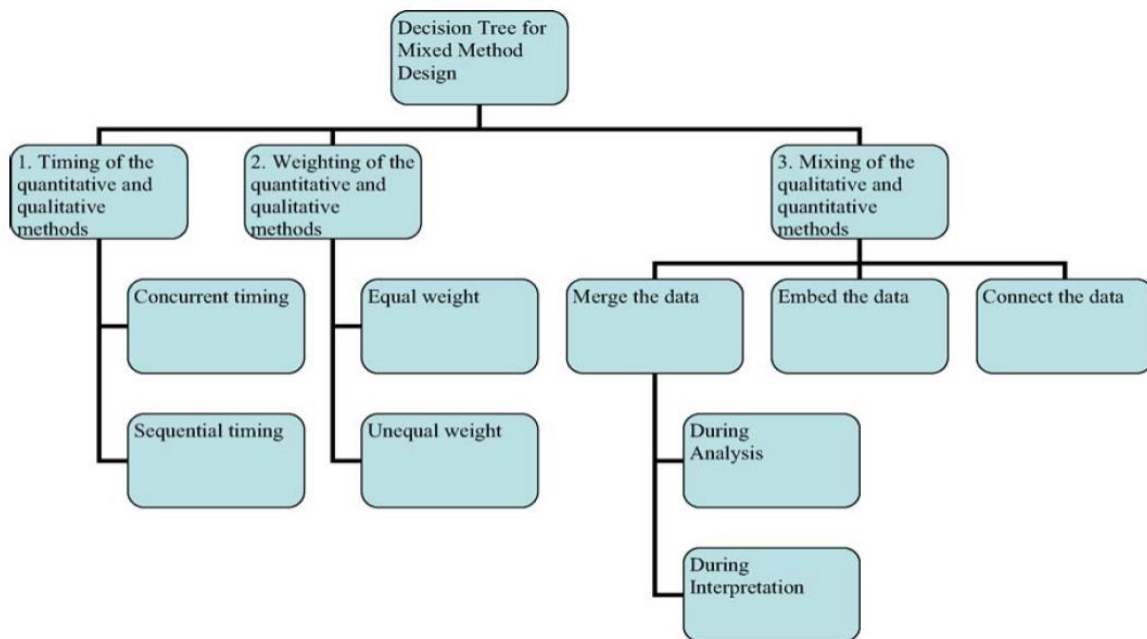 Decision Tree for
Mixed Method
Design
1. Timing of the
quantitative and
qualitative
methods
2. Weighting of the
quantitative and
qualitative
methods
3. Mixing of the
qualitative and
quantitative
methods
Concurrent timing
Equal weight
Merge the data
Embed the data
Connect the data
Sequential timing
Unequal weight
During
Analysis
During
Interpretation